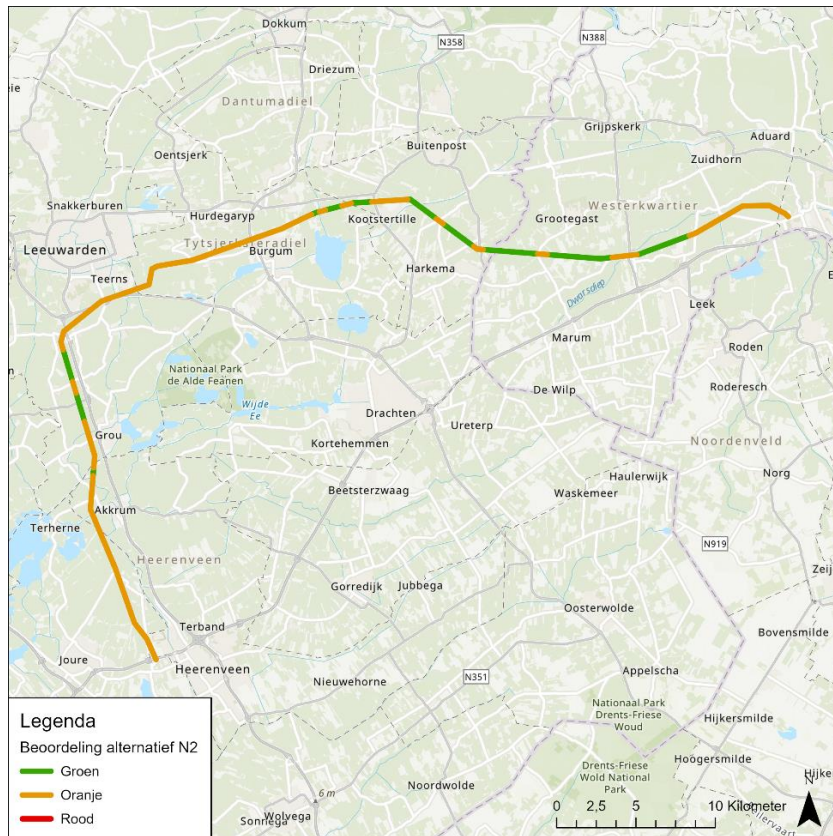 Dokkum
N358
N388
Driezum
Dantumadiel
Grijpskerk
Aduard
Buitenpost
Oentsjerk
Zuidhorn
Snakkerburen
Westerkwartier
Hurdegaryp
Kootstertille
Grootegast
Leeuwarden
Tytsjerksteradiel
Burgum
Teerns
Harkema
Dwarsdiep
Leek
Marum
Roden
Nationaal Park
de Alde Feanen
De Wilp
Roderesch
Wijde
Ee
Drachten
Ureterp
Grou
Kortehemmen
Noordenveld
Haulerwijk
Norg
Beetsterzwaag
Waskemeer
Akkrum
Terherne
N919
Heerenveen
Gorredijk
Jubbega
Oosterwolde
Terband
Bovensmilde
Joure
Heerenveen
Appelscha
N351
Nieuwehorne
Nationaal Park
Drents-Friese
Woud
Hijkersmilde
Hoogersmilde
Drents-Friese
Wold National
Park
Noordwolde
6 m
Wolvega
Legenda
Beoordeling alternatief N2
Groen
Oranje
Rood
0 2,5 5 10 Kilometer
N